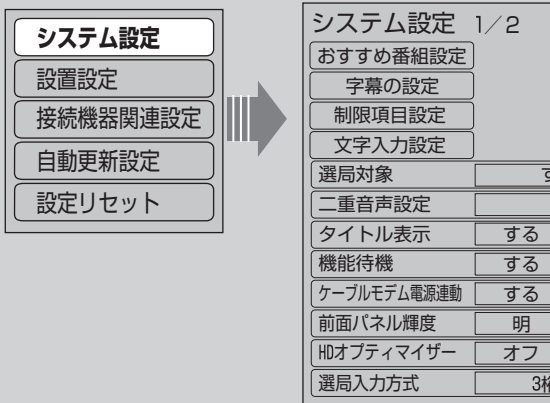 システム設定
設置設定
接続機器関連設定
自動更新設定
設定リセット
システム設定 1/2
おすすめ番組設定
字幕の設定
制限項目設定
文字入力設定
選局対象
二重音声設定
タイトル表示 する
機能待機 する
ケーブルモデム電源連動 する
前面パネル輝度 明
HDオプティマイザー オフ
選局入力方式